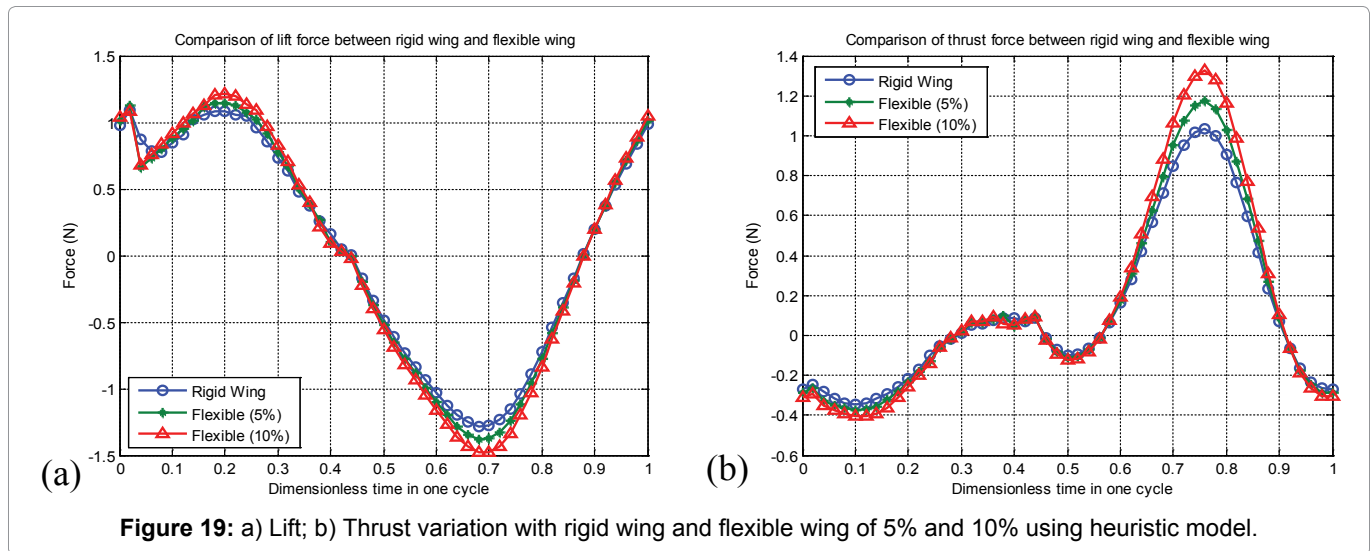 Comparison of lift force between rigid wing and flexible wing
1.5
1
0.5
0
-0.5
-1
-1.5
Force (N)
Rigid Wing
Flexible (5%)
Flexible (10%)
0 0.1 0.2 0.3 0.4 0.5 0.6 0.7 0.8 0.9 1
Dimensionless time in one cycle
(a)
Comparison of thrust force between rigid wing and flexible wing
1.4
1.2
1
0.8
0.6
0.4
0.2
0
-0.2
-0.4
-0.6
Force (N)
Rigid Wing
Flexible (5%)
Flexible (10%)
0 0.1 0.2 0.3 0.4 0.5 0.6 0.7 0.8 0.9 1
Dimensionless time in one cycle
(b)
Figure 19: a) Lift; b) Thrust variation with rigid wing and flexible wing of 5% and 10% using heuristic model.